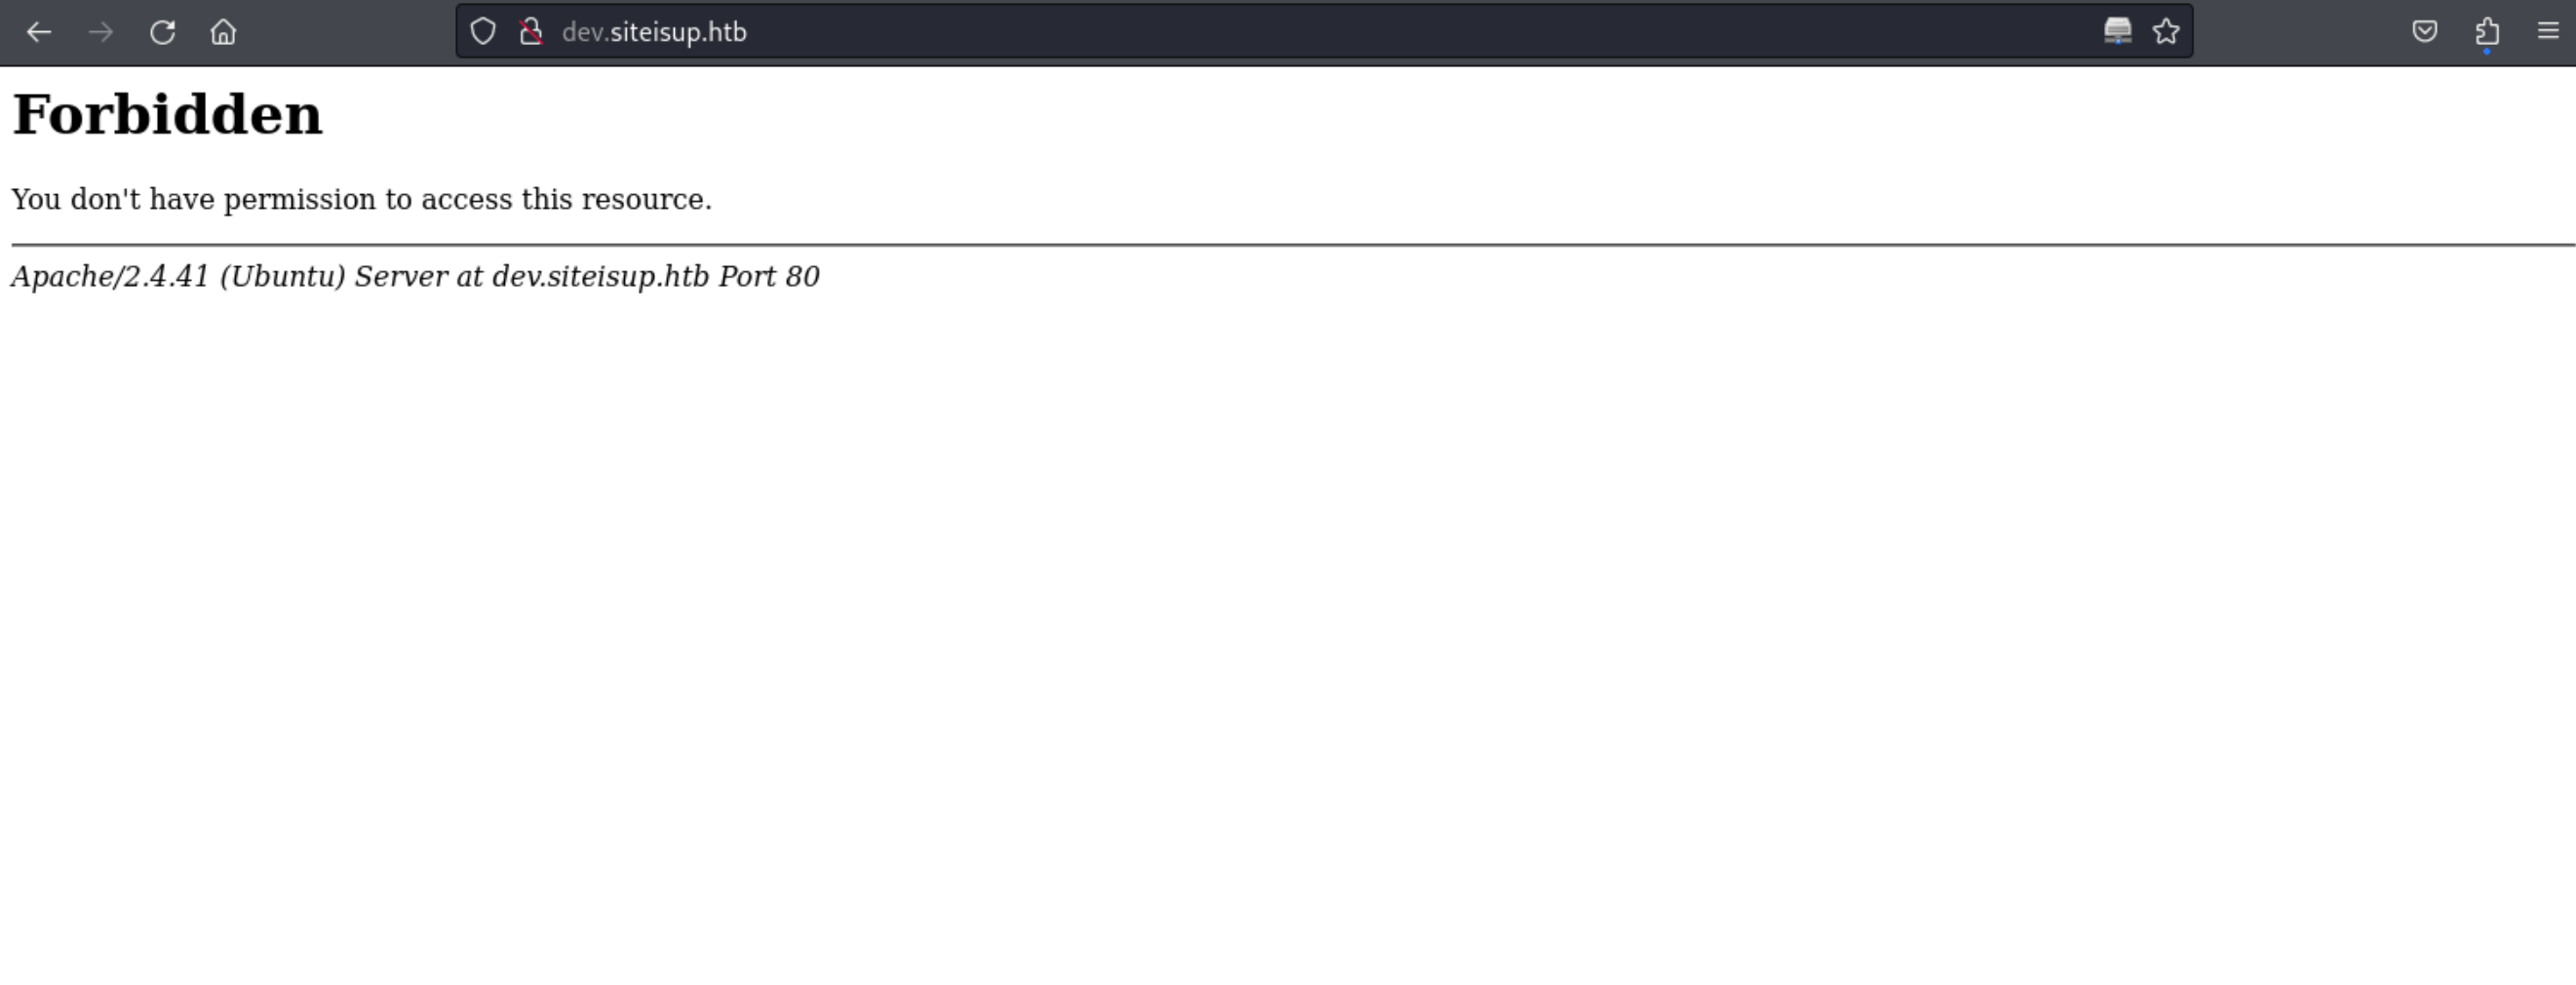 dev.siteisup.htb
Forbidden
You don't have permission to access this resource.
Apache/2.4.41 (Ubuntu) Server at dev.siteisup.htb Port 80